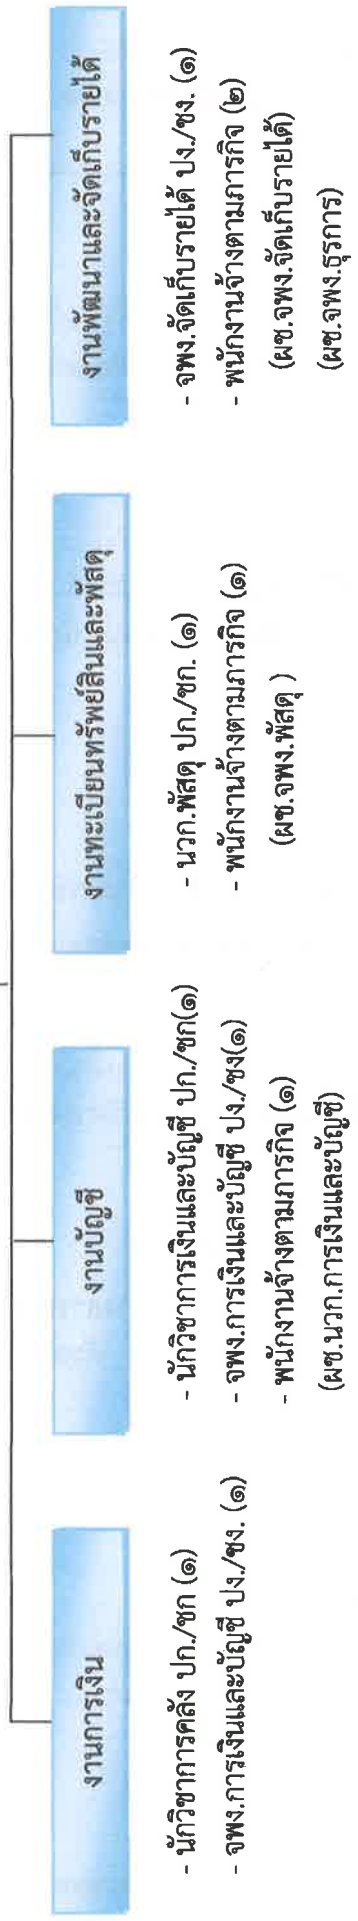 งานการเงิน
- นักวิชาการคลัง ปก./ชก (๑)
- จพง.การเงินและบัญชี ปง./ชง. (๑)
งานบัญชี
- นักวิชาการเงินและบัญชี ปก./ชก(๑)
- จพง.การเงินและบัญชี ปง./ชง(๑)
- พนักงานจ้างตามภารกิจ (๑)
(ผช.นวก.การเงินและบัญชี)
งานทะเบียนทรัพย์สินและพัสดุ
- นวก.พัสดุ ปก./ชก. (๑)
- พนักงานจ้างตามภารกิจ (๑)
(ผช.จพง.พัสดุ )
งานพัฒนาและจัดเก็บรายได้
- จพง.จัดเก็บรายได้ ปง./ชง. (๑)
- พนักงานจ้างตามภารกิจ (๒)
(ผช.จพง.จัดเก็บรายได้)
(ผช.จพง.ธุรการ)